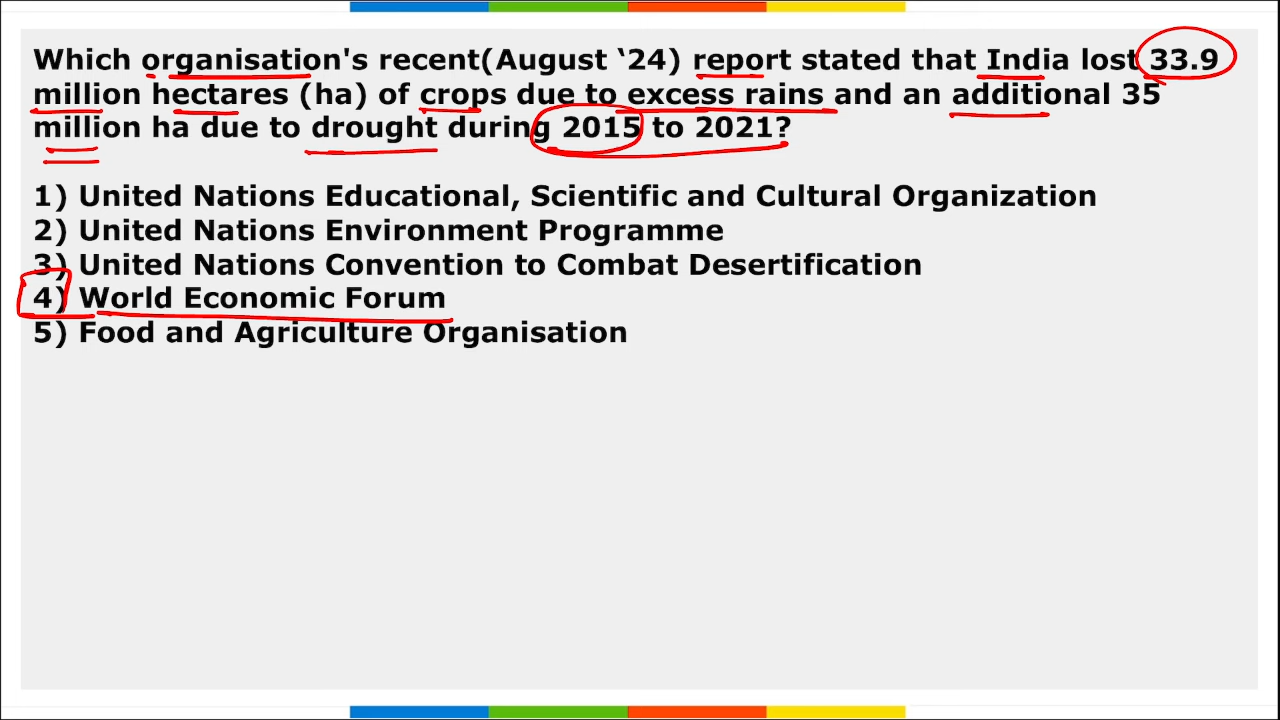 Which organisation's recent(August ‘24) report stated that India lost 33.9
million hectares (ha) of crops due to excess rains and an additional 35
million ha due to drought during 2015 to 2021?
1) United Nations Educational, Scientific and Cultural Organization
2) United Nations Environment Programme
3) United Nations Convention to Combat Desertification
4) World Economic Forum
5) Food and Agriculture Organisation